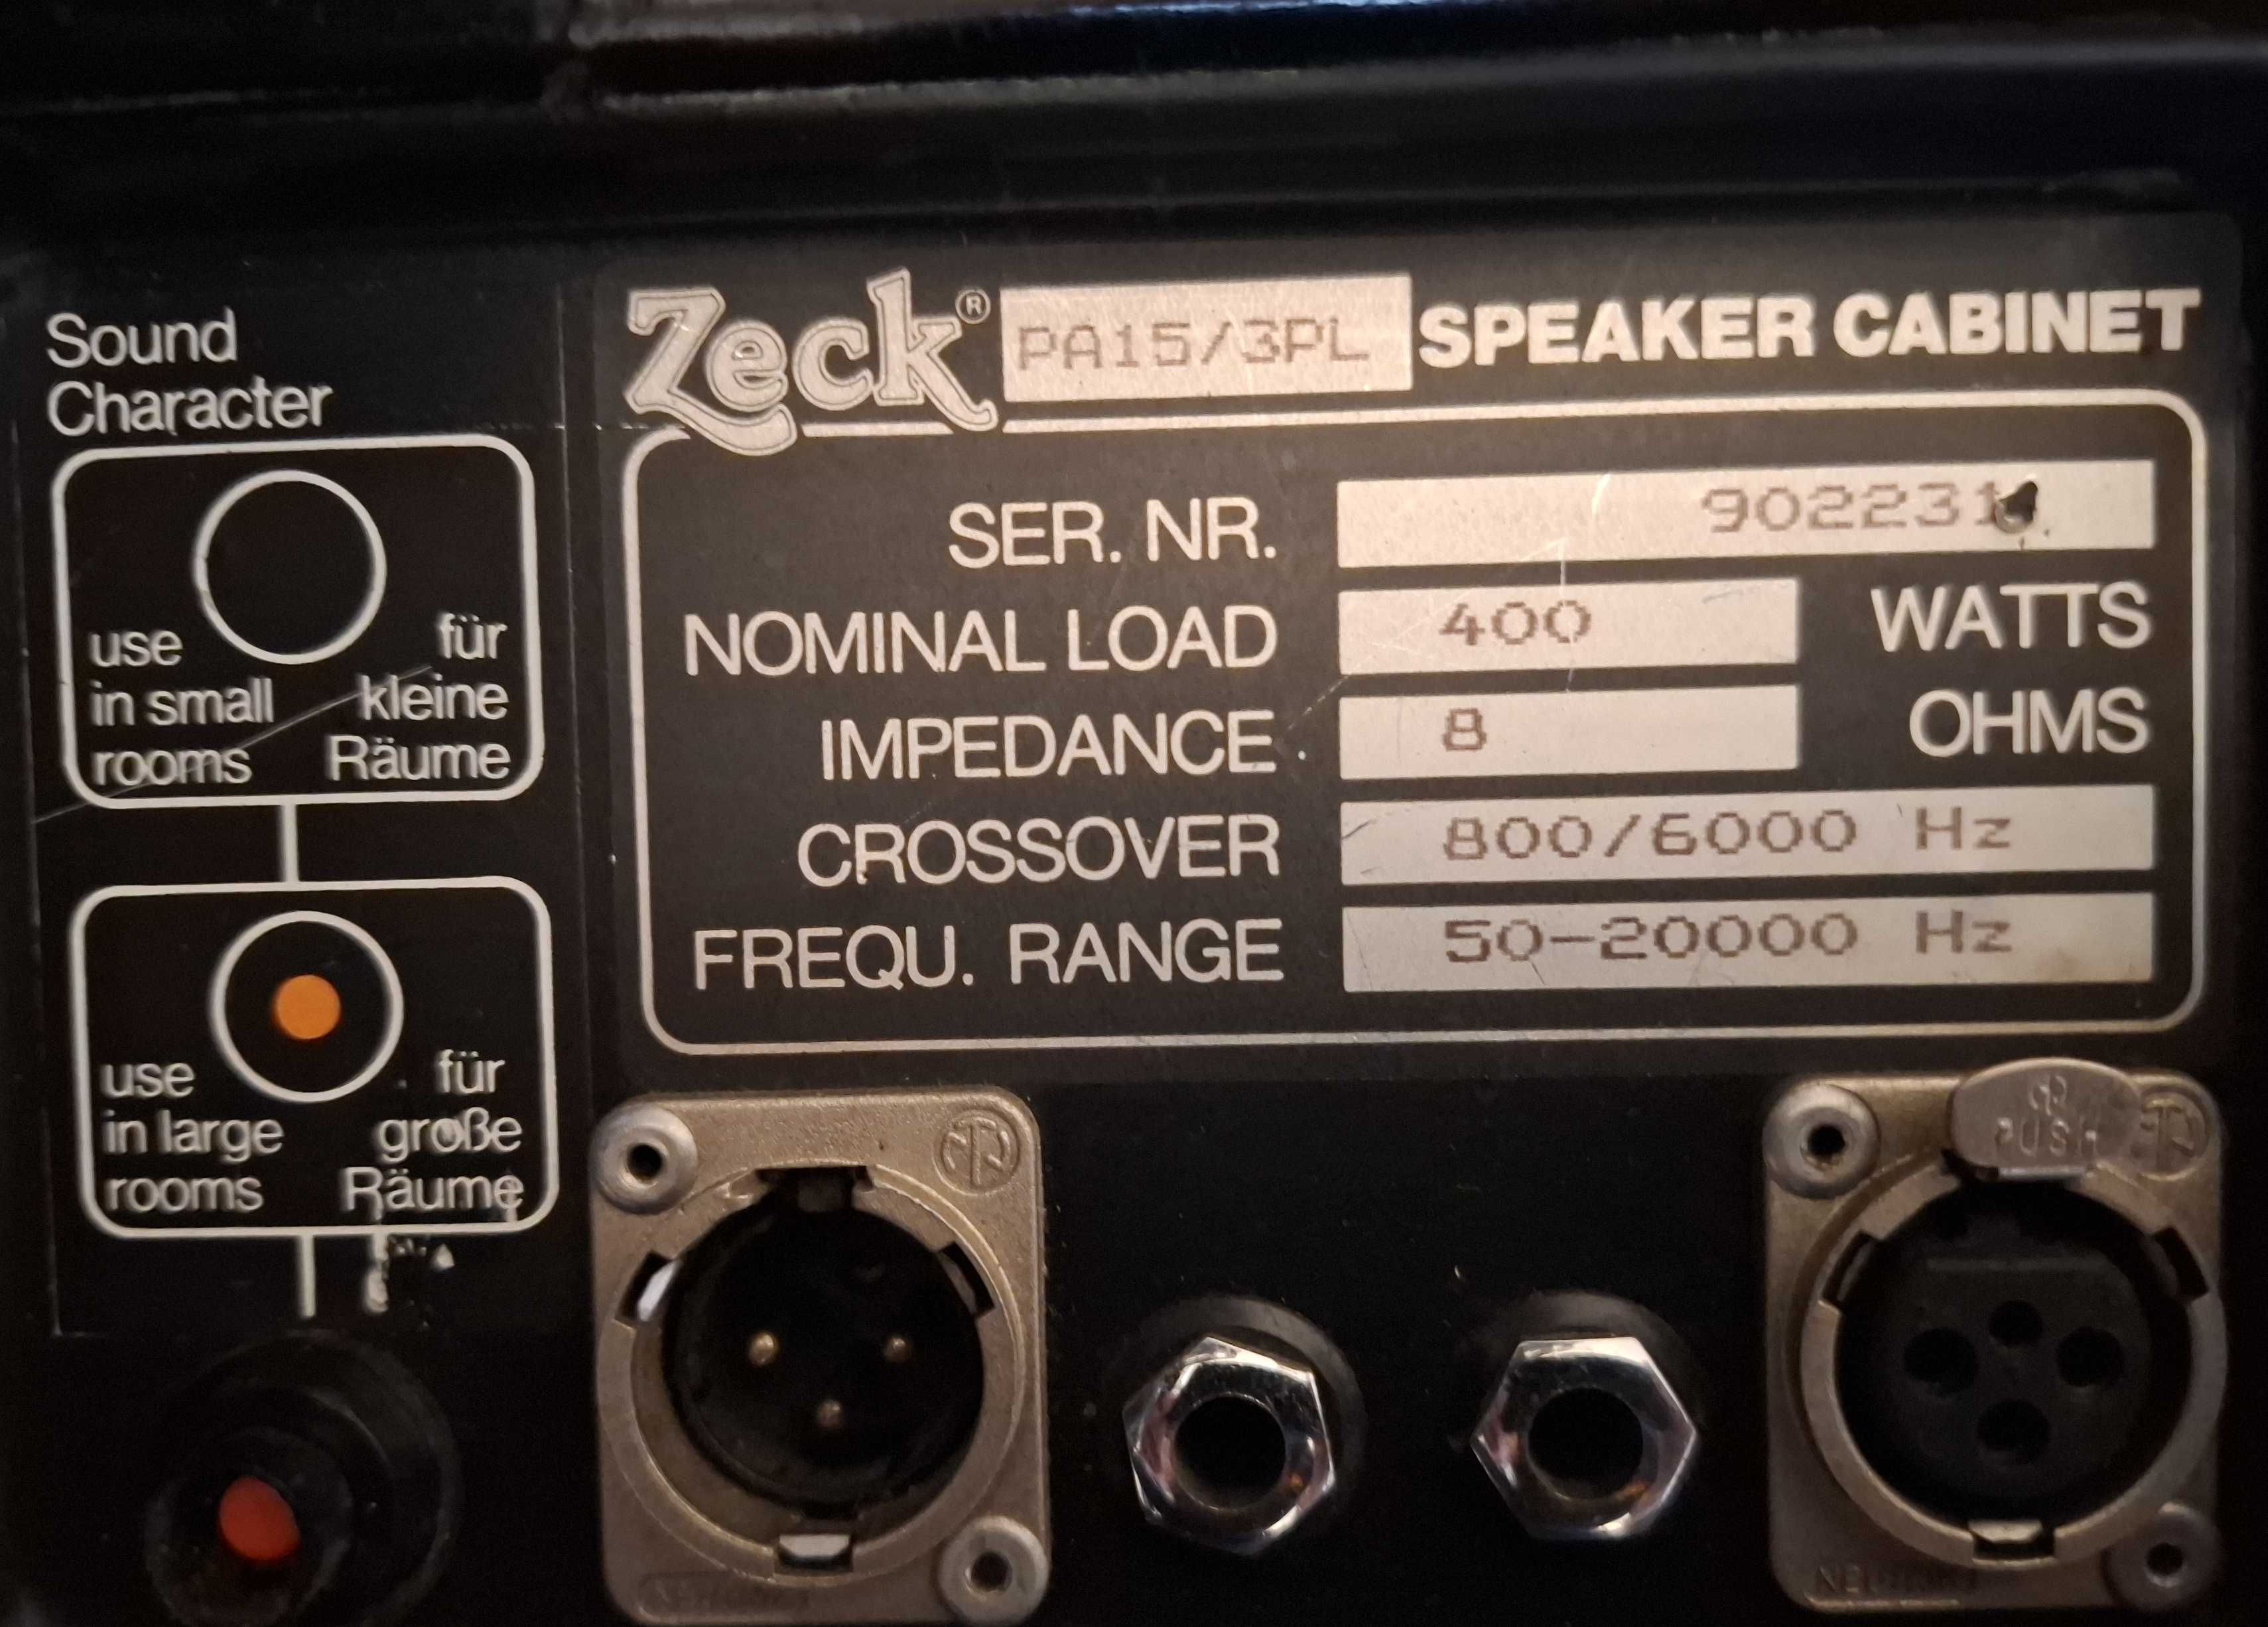 Sound
Character
use für
in small kleine
rooms Räume
use für
in large große
rooms Räume
Zeck® PA15/3PL SPEAKER CABINET
SER. NR.
NOMINAL LOAD 400 WATTS
IMPEDANCE 8 OHMS
CROSSOVER 800/6000 Hz
FREQU. RANGE 50-20000 Hz
PUSH